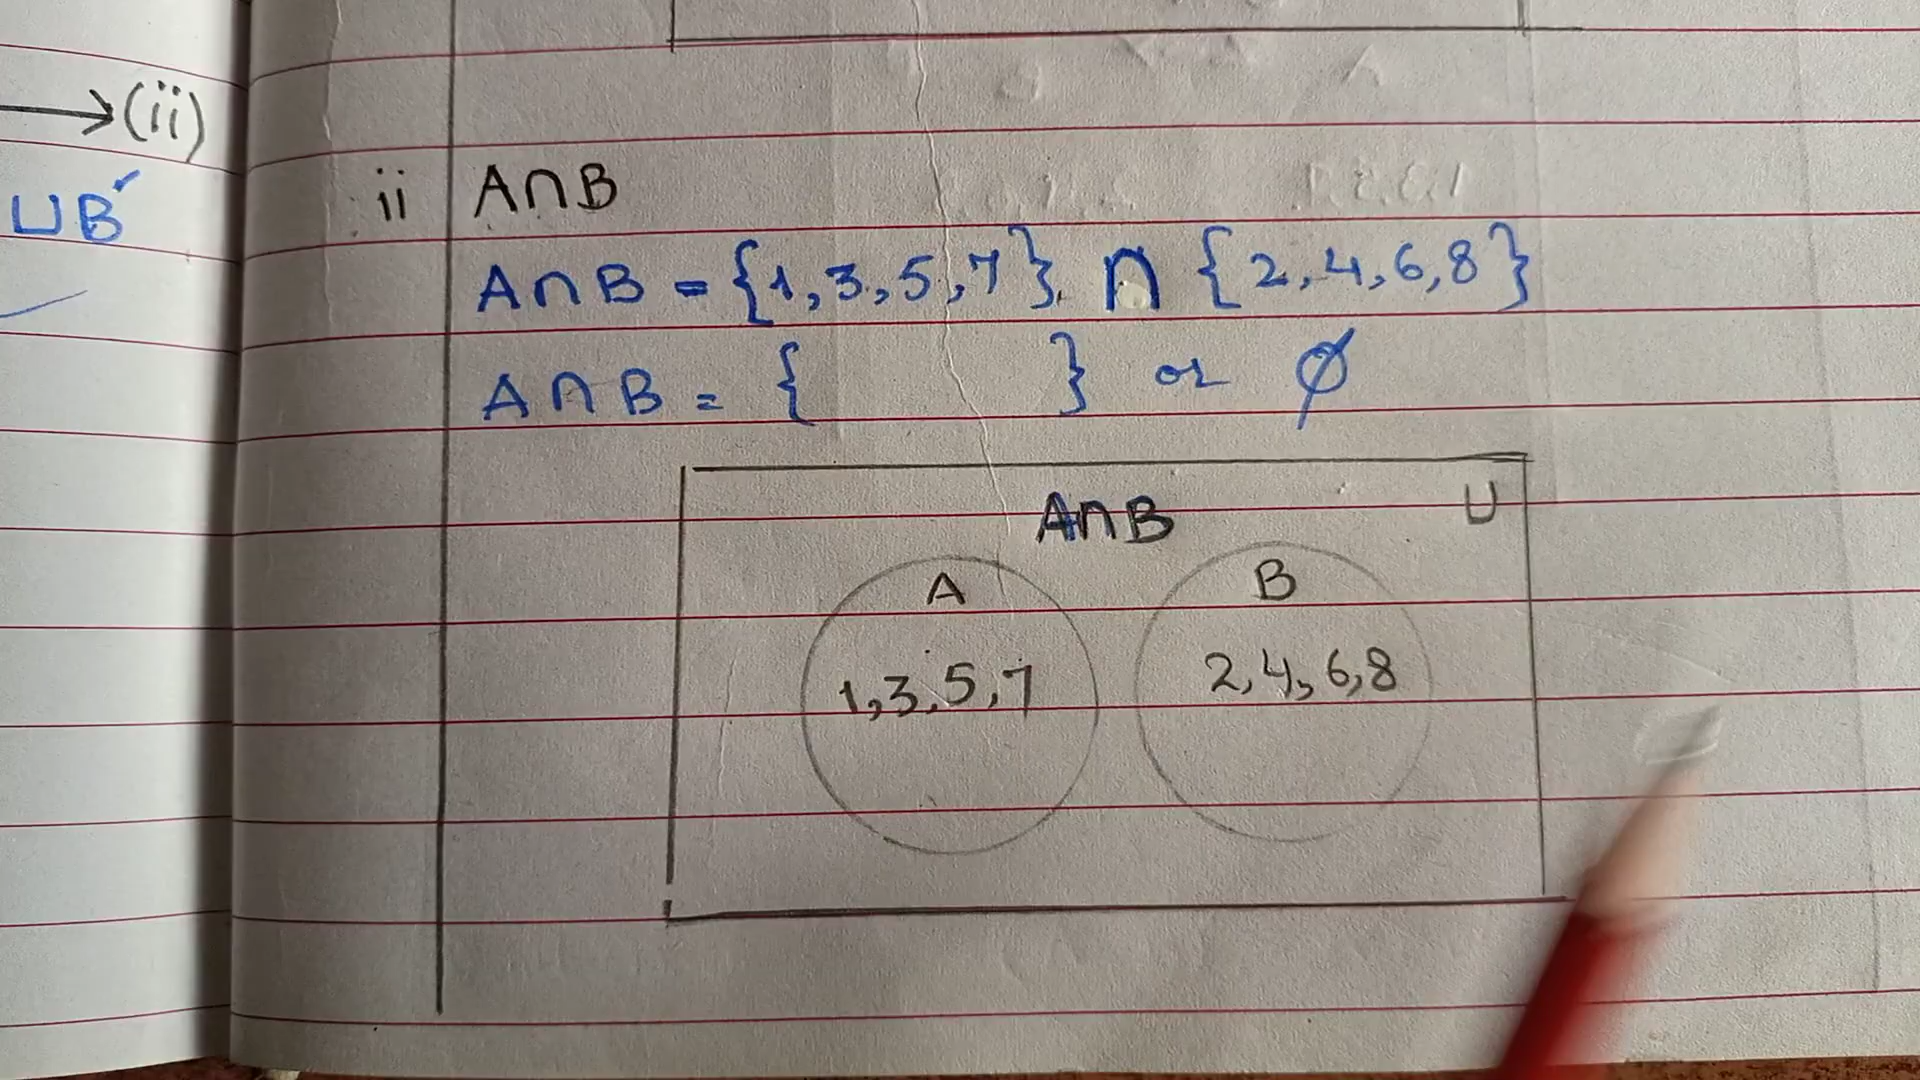 →(ii)
∪B'
ii A∩B
A∩B = {1,3,5,7} ∩ {2,4,6,8}
A∩B = { } or ∅
A∩B
U
A
B
1,3,5,7
2,4,6,8